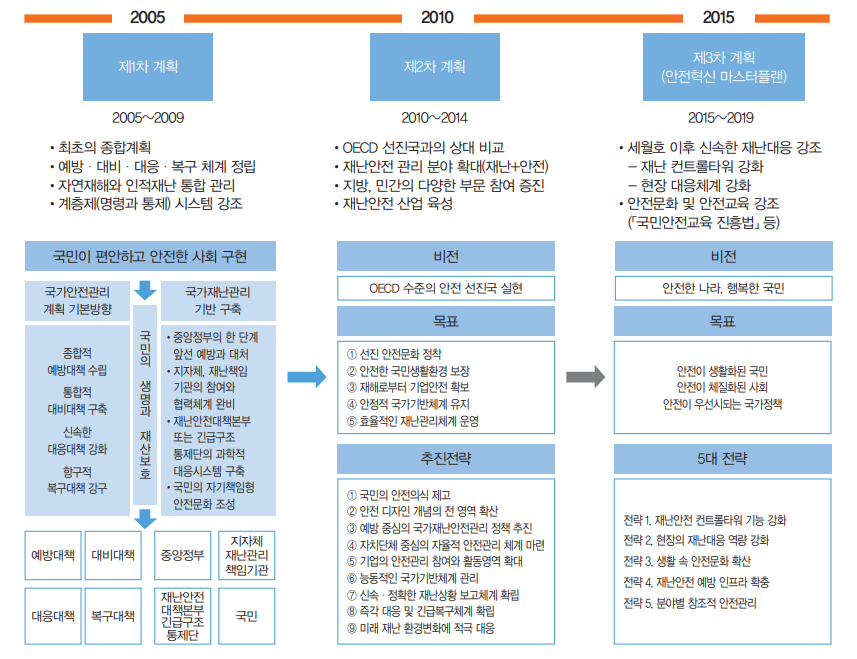 2005
2010
2015
제1차 계획
제2차 계획
제3차 계획
(안전혁신 마스터플랜)
2005～2009
2010～2014
2015～2019
• 최초의 종합계획
• 예방 · 대비 · 대응 · 복구 체계 정립
• 자연재해와 인적재난 통합 관리
• 계층제(명령과 통제) 시스템 강조
• OECD 선진국과의 상대 비교
• 재난안전 관리 분야 확대(재난+안전)
• 지방, 민간의 다양한 부문 참여 증진
• 재난안전 산업 육성
• 세월호 이후 신속한 재난대응 강조
– 재난 컨트롤타워 강화
– 현장 대응체계 강화
• 안전문화 및 안전교육 강조
(「국민안전교육 진흥법」 등)
국민이 편안하고 안전한 사회 구현
국가안전관리
계획 기본방향
종합적
예방대책 수립
통합적
대비대책 구축
신속한
대응대책 강화
항구적
복구대책 강구
국민의 생명과 재산보호
국가재난관리
기반 구축
• 중앙정부의 한 단계
앞선 예방과 대처
• 지자체, 재난책임
기관의 참여와
협력체계 완비
• 재난안전대책본부
또는 긴급구조
통제단의 과학적
대응시스템 구축
• 국민의 자기책임형
안전문화 조성
예방대책
대비대책
중앙정부
지자체
재난관리
책임기관
대응대책
복구대책
재난안전
대책본부
긴급구조
통제단
국민
비전
OECD 수준의 안전 선진국 실현
목표
① 선진 안전문화 정착
② 안전한 국민생활환경 보장
③ 재해로부터 기업안전 확보
④ 안정적 국가기반체계 유지
⑤ 효율적인 재난관리체계 운영
추진전략
① 국민의 안전의식 제고
② 안전 디자인 개념의 전 영역 확산
③ 예방 중심의 국가재난안전관리 정책 추진
④ 자치단체 중심의 자율적 안전관리 체계 마련
⑤ 기업의 안전관리 참여와 활동영역 확대
⑥ 능동적인 국가기반체계 관리
⑦ 신속 · 정확한 재난상황 보고체계 확립
⑧ 즉각 대응 및 긴급복구체계 확립
⑨ 미래 재난 환경변화에 적극 대응
비전
안전한 나라, 행복한 국민
목표
안전이 생활화된 국민
안전이 체질화된 사회
안전이 우선시되는 국가정책
5대 전략
전략 1. 재난안전 컨트롤타워 기능 강화
전략 2. 현장의 재난대응 역량 강화
전략 3. 생활 속 안전문화 확산
전략 4. 재난안전 예방 인프라 확충
전략 5. 분야별 창조적 안전관리